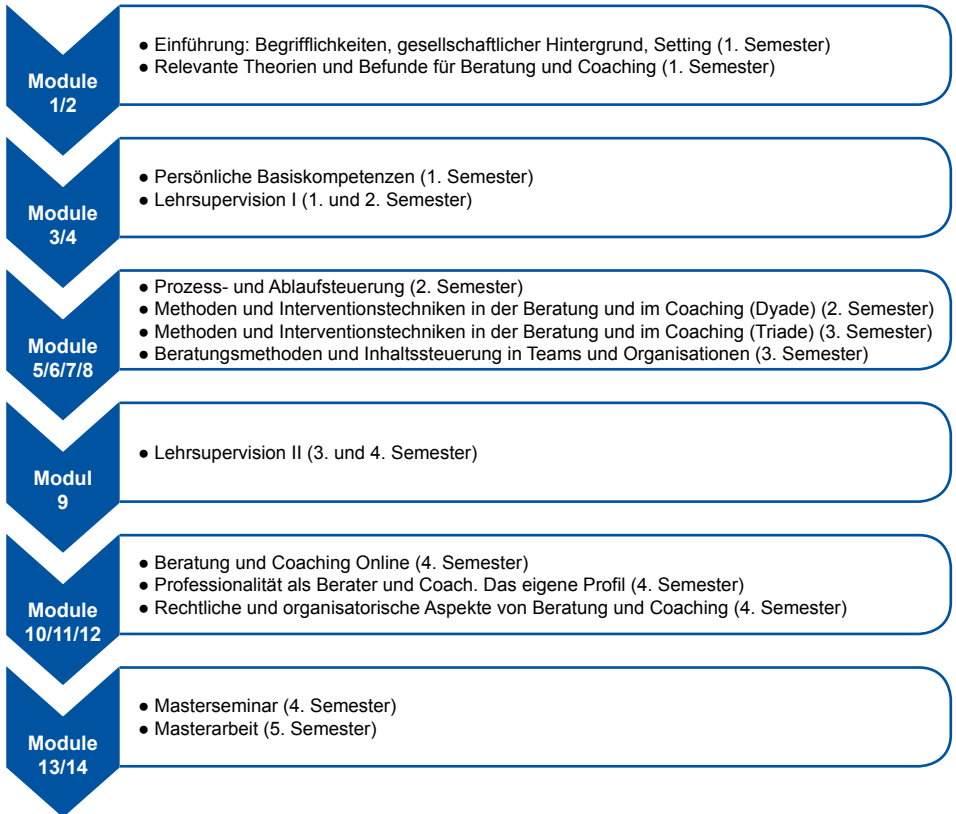 Module
1/2
● Einführung: Begrifflichkeiten, gesellschaftlicher Hintergrund, Setting (1. Semester)
● Relevante Theorien und Befunde für Beratung und Coaching (1. Semester)
Module
3/4
● Persönliche Basiskompetenzen (1. Semester)
● Lehrsupervision I (1. und 2. Semester)
Module
5/6/7/8
● Prozess- und Ablaufsteuerung (2. Semester)
● Methoden und Interventionstechniken in der Beratung und im Coaching (Dyade) (2. Semester)
● Methoden und Interventionstechniken in der Beratung und im Coaching (Triade) (3. Semester)
● Beratungsmethoden und Inhaltssteuerung in Teams und Organisationen (3. Semester)
Modul
9
● Lehrsupervision II (3. und 4. Semester)
Module
10/11/12
● Beratung und Coaching Online (4. Semester)
● Professionalität als Berater und Coach. Das eigene Profil (4. Semester)
● Rechtliche und organisatorische Aspekte von Beratung und Coaching (4. Semester)
Module
13/14
● Masterseminar (4. Semester)
● Masterarbeit (5. Semester)